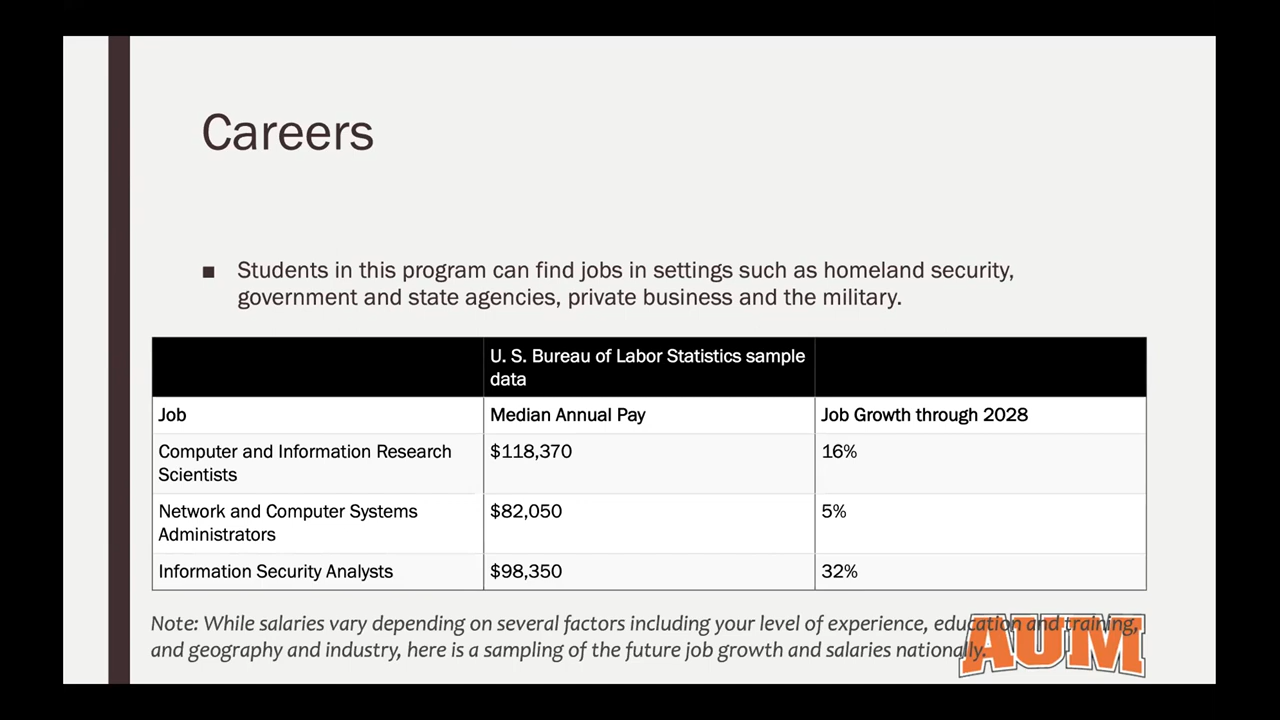 Careers
■ Students in this program can find jobs in settings such as homeland security,
government and state agencies, private business and the military.
U. S. Bureau of Labor Statistics sample
data
Job Median Annual Pay Job Growth through 2028
Computer and Information Research
Scientists $118,370 16%
Network and Computer Systems
Administrators $82,050 5%
Information Security Analysts $98,350 32%
Note: While salaries vary depending on several factors including your level of experience, education and training,
and geography and industry, here is a sampling of the future job growth and salaries nationally.
AUM